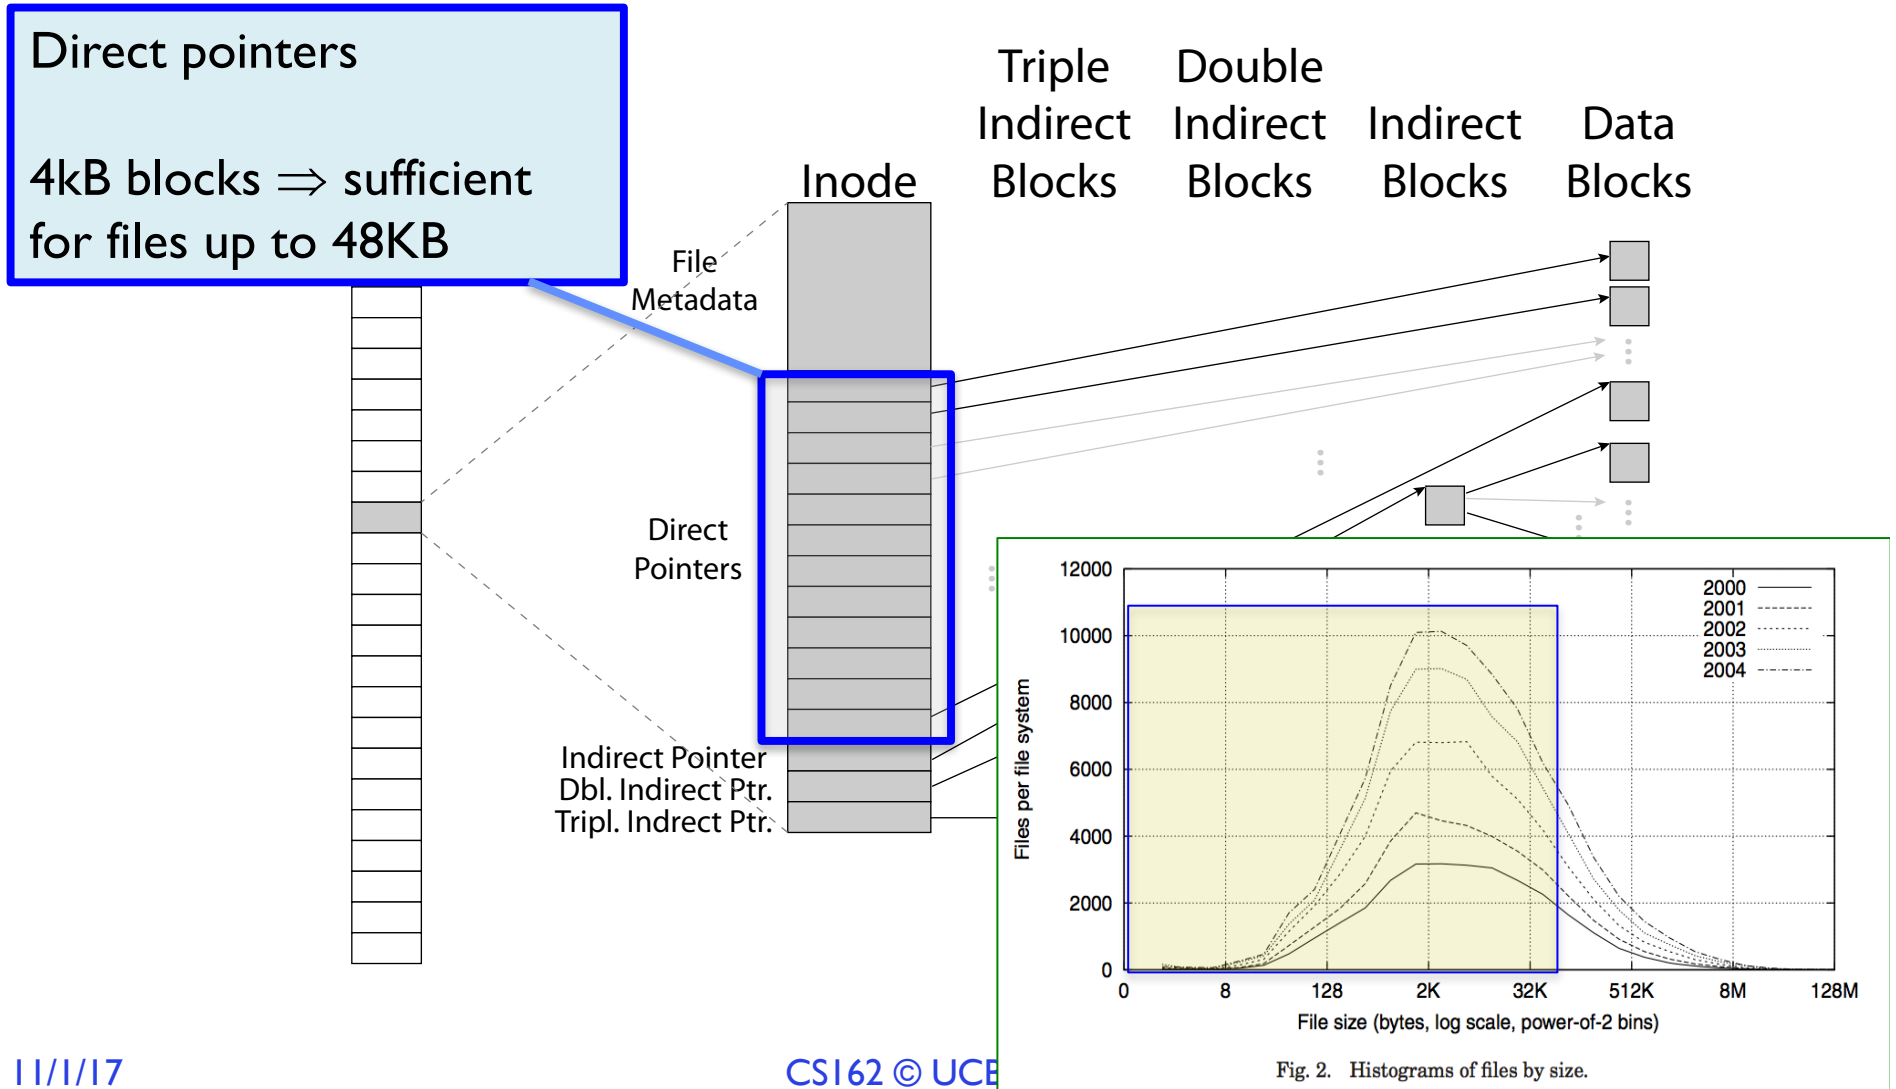 Direct pointers
4kB blocks ⇒ sufficient
for files up to 48KB
Triple
Indirect
Blocks
Double
Indirect
Blocks
Indirect
Blocks
Data
Blocks
Inode
File
Metadata
Direct
Pointers
Indirect Pointer
Dbl. Indirect Ptr.
Tripl. Indirect Ptr.
12000
10000
8000
6000
4000
2000
0
Files per file system
2000
2001
2002
2003
2004
0 8 128 2K 32K 512K 8M 128M
File size (bytes, log scale, power-of-2 bins)
Fig. 2. Histograms of files by size.
11/1/17
CS162 © UCB